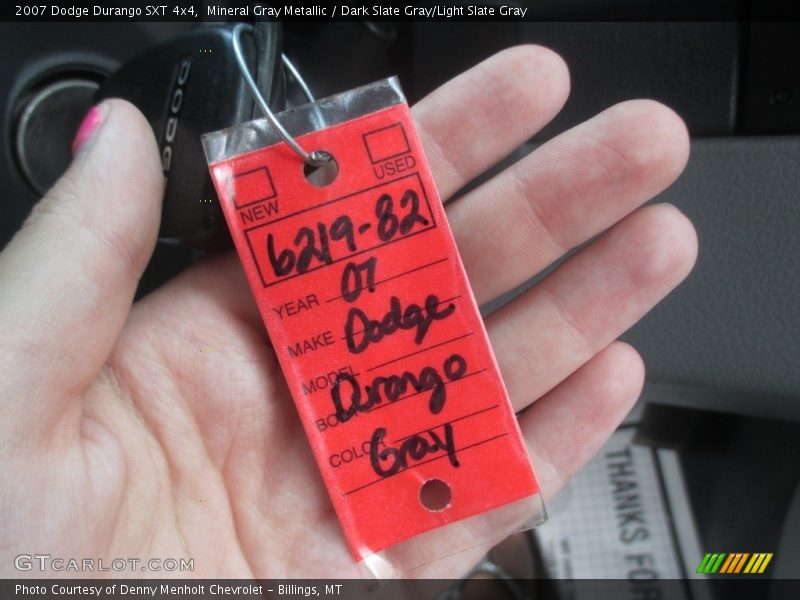 2007 Dodge Durango SXT 4x4, Mineral Gray Metallic / Dark Slate Gray/Light Slate Gray
DODGE
NEW USED
6219-82
YEAR 07
MAKE Dodge
MODEL Durango
BO
COLO Gray
THANKS FOR
GTCARLOT.COM
Photo Courtesy of Denny Menholt Chevrolet - Billings, MT